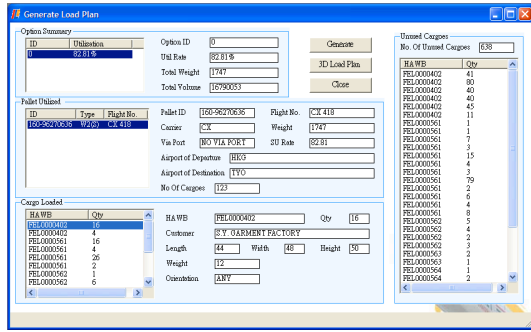 Generate Load Plan
Option Summary
ID Utilization
0 82.81%
Option ID 0
Util Rate 82.81%
Total Weight 1747
Total Volume 16790053
Generate
3D Load Plan
Close
Pallet Utilized
ID Type Flight No.
160-96270636 W2(S) CX 418
Pallet ID 160-96270636 Flight No. CX 418
Carrier CX Weight 1747
Via Port NO VIA PORT SU Rate 82.81
Airport of Departure HKG
Airport of Destination TYO
No Of Cargoes 123
Cargo Loaded
HAWB Qty
FEL0000402 16
FEL0000402 4
FEL0000561 16
FEL0000561 4
FEL0000561 26
FEL0000561 2
FEL0000562 1
FEL0000562 6
HAWB FEL0000402 Qty 16
Customer S.Y. GARMENT FACTORY
Length 44 Width 48 Height 50
Weight 12
Orientation ANY
Unused Cargoes
No. Of Unused Cargoes 638
HAWB Qty
FEL0000402 41
FEL0000402 80
FEL0000402 40
FEL0000402 40
FEL0000402 45
FEL0000402 11
FEL0000561 1
FEL0000561 1
FEL0000561 7
FEL0000561 3
FEL0000561 15
FEL0000561 4
FEL0000561 3
FEL0000561 79
FEL0000561 2
FEL0000561 6
FEL0000561 1
FEL0000561 8
FEL0000562 5
FEL0000562 4
FEL0000562 2
FEL0000562 3
FEL0000563 2
FEL0000563 4
FEL0000564 1
FEL0000564 1
FEL0000564 2